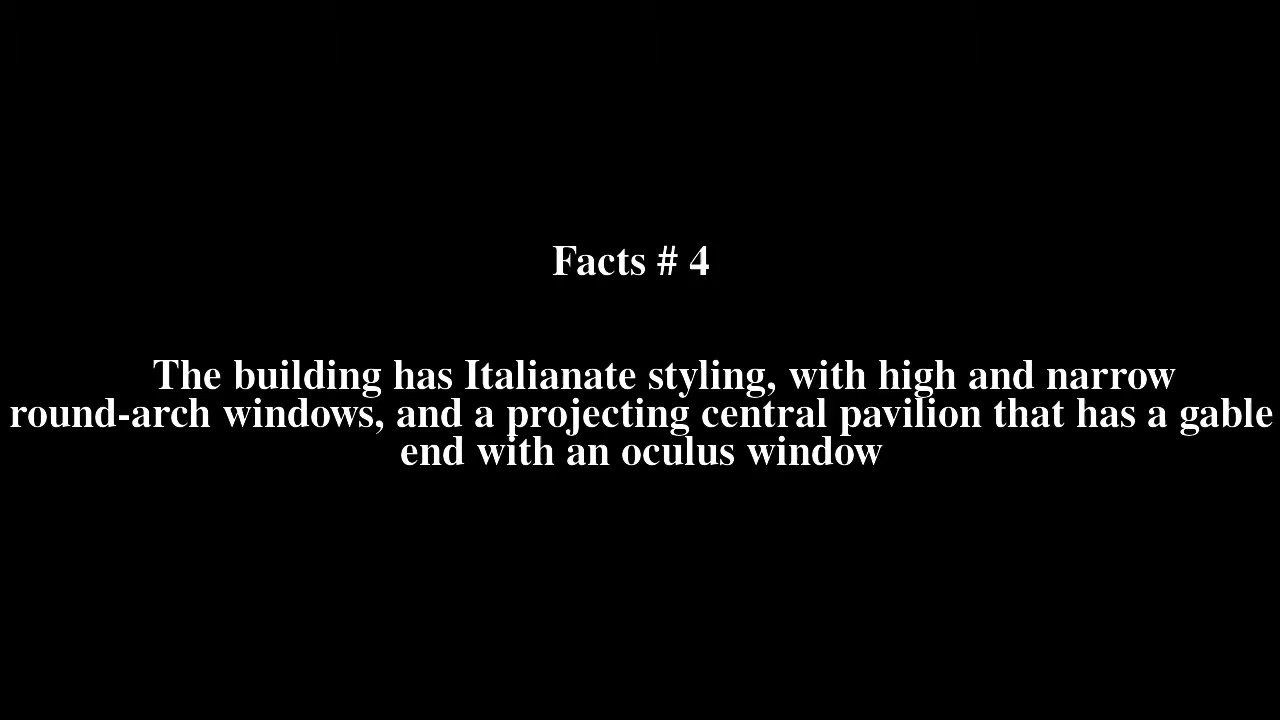 Facts # 4
The building has Italianate styling, with high and narrow
round-arch windows, and a projecting central pavilion that has a gable
end with an oculus window